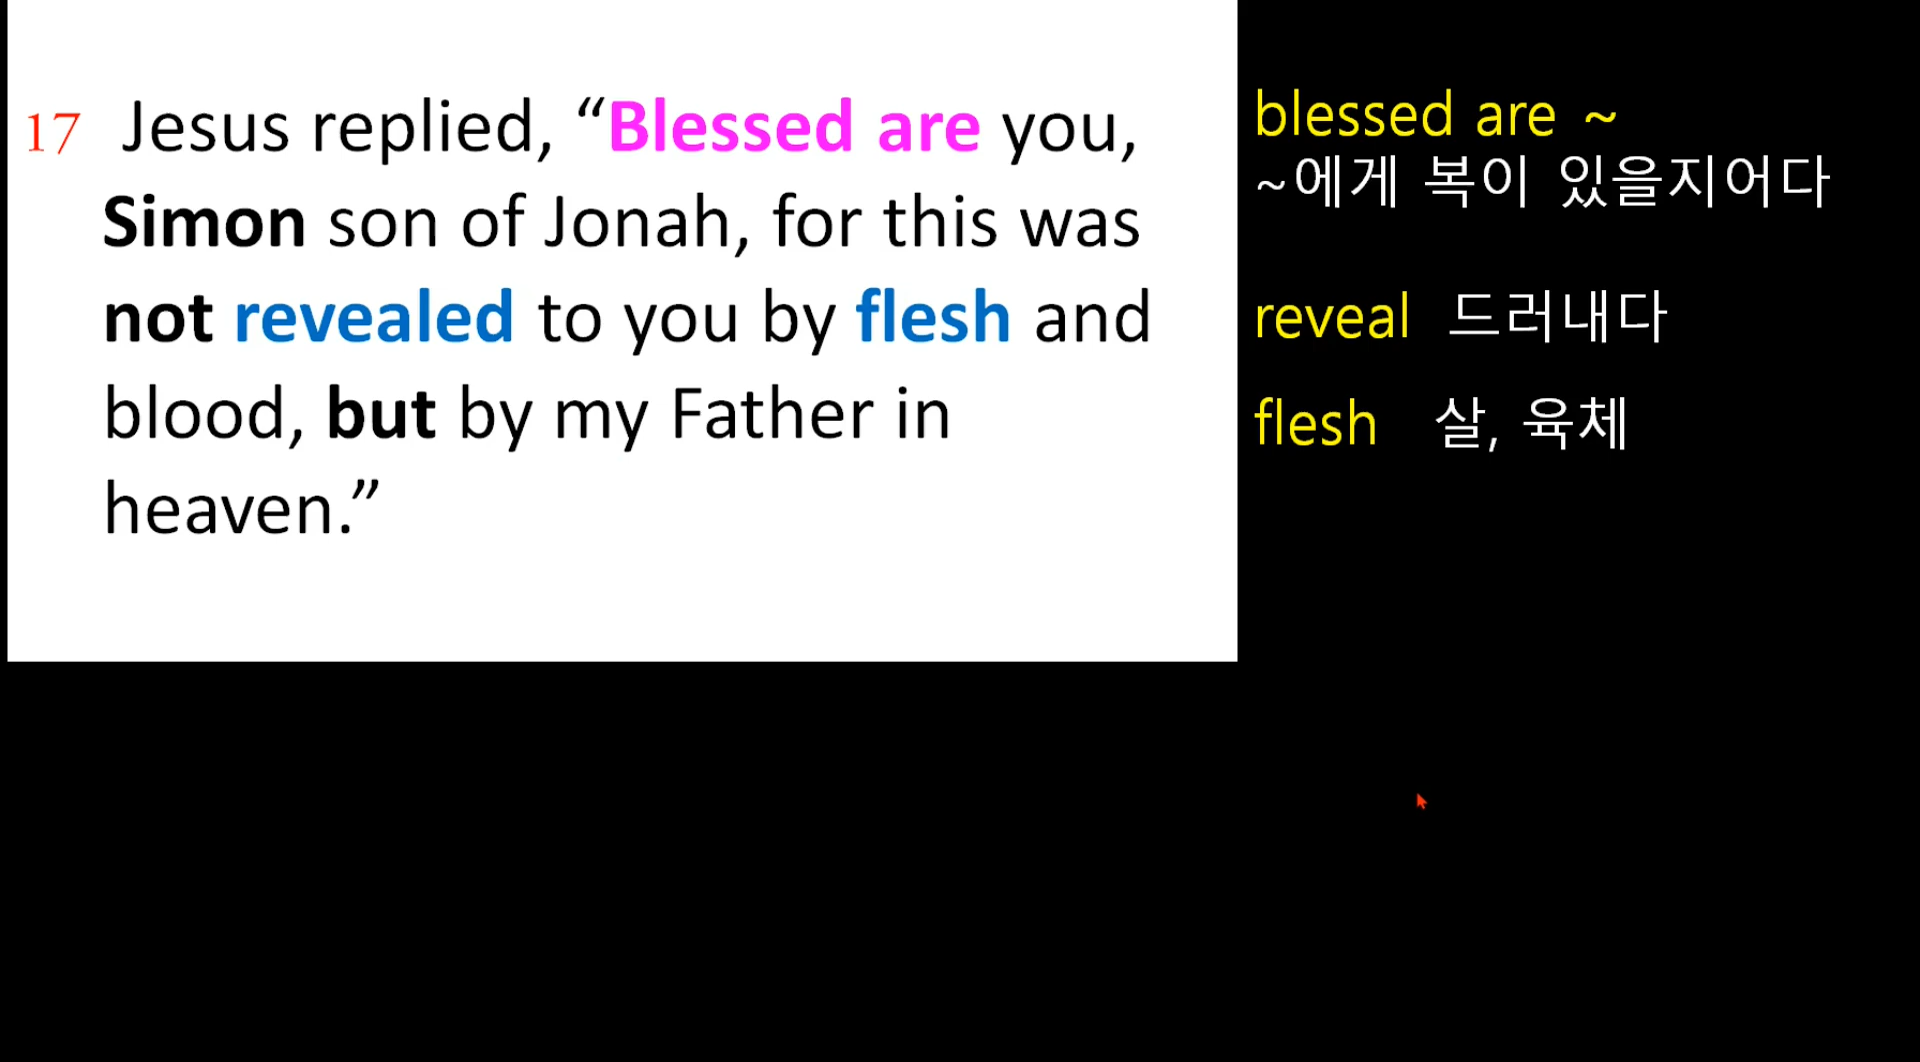 17 Jesus replied, “Blessed are you,
Simon son of Jonah, for this was
not revealed to you by flesh and
blood, but by my Father in
heaven.”
blessed are ~
~에게 복이 있을지어다
reveal 드러내다
flesh 살, 육체